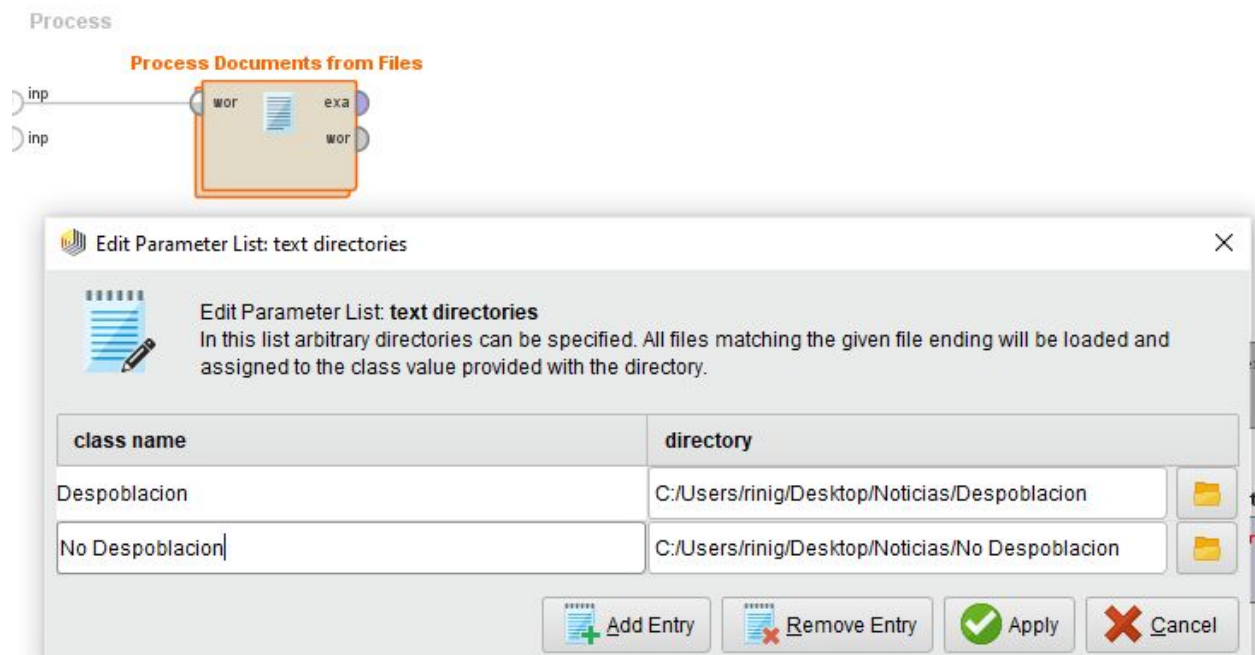 Process
Process Documents from Files
inp
wor
exa
inp
wor
Edit Parameter List: text directories
Edit Parameter List: text directories
In this list arbitrary directories can be specified. All files matching the given file ending will be loaded and
assigned to the class value provided with the directory.
class name
directory
Despoblacion
C:/Users/rinig/Desktop/Noticias/Despoblacion
No Despoblacion
C:/Users/rinig/Desktop/Noticias/No Despoblacion
Add Entry
Remove Entry
Apply
Cancel